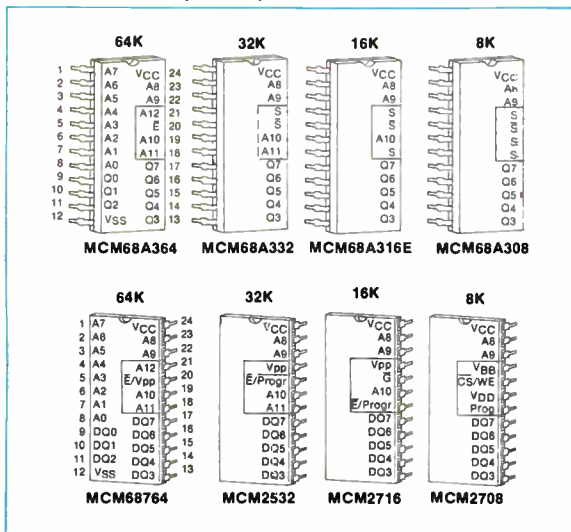 64K 32K 16K 8K
1 A7 VCC 24 VCC VCC VCC
2 A6 A8 23 A8 A8 Ah
3 A5 A9 22 A9 A9 A9
4 A4 A12 21 S S S
5 A3 E̅ 20 S̅ S S̅
6 A2 A10 19 A10 A10 S
7 A1 A11 18 A11 S S
8 A0 Q7 17 Q7 Q7 Q7
9 Q0 Q6 16 Q6 Q6 Q6
10 Q1 Q5 15 Q5 Q5 Q5
11 Q2 Q4 14 Q4 Q4 Q4
12 VSS Q3 13 Q3 Q3 Q3
MCM68A364 MCM68A332 MCM68A316E MCM68A308
64K 32K 16K 8K
1 A7 VCC 24 VCC VCC VCC
2 A6 A8 23 A8 A8 A8
3 A5 A9 22 A9 A9 A9
4 A4 A12 21 Vpp Vpp VBB
5 A3 E̅/Vpp 20 E̅/Progr G̅ C̅S̅/WE
6 A2 A10 19 A10 A10 VDD
7 A1 A11 18 A11 E̅/Progr Prog
8 A0 DQ7 17 DQ7 DQ7 DQ7
9 DQ0 DQ6 16 DQ6 DQ6 DQ6
10 DQ1 DQ5 15 DQ5 DQ5 DQ5
11 DQ2 DQ4 14 DQ4 DQ4 DQ4
12 VSS DQ3 13 DQ3 DQ3 DQ3
MCM68764 MCM2532 MCM2716 MCM2708